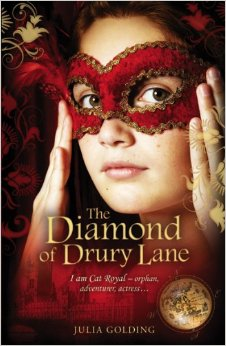 The
Diamond
of Drury Lane
I am Cat Royal – orphan,
adventurer, actress...
JULIA GOLDING